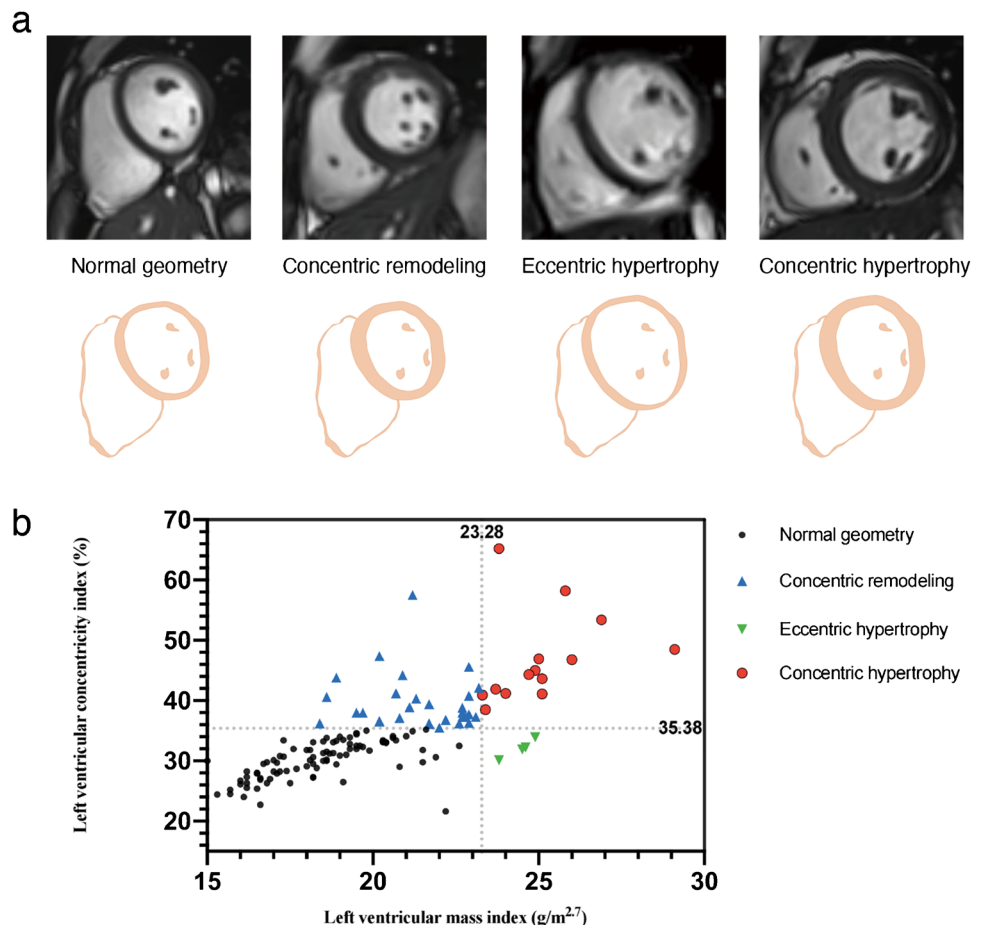 a
Normal geometry
Concentric remodeling
Eccentric hypertrophy
Concentric hypertrophy
b
Left ventricular concentricity index (%)
70
60
50
40
30
20
23.28
35.38
15
20
25
30
Left ventricular mass index (g/m^2.7)
Normal geometry
Concentric remodeling
Eccentric hypertrophy
Concentric hypertrophy